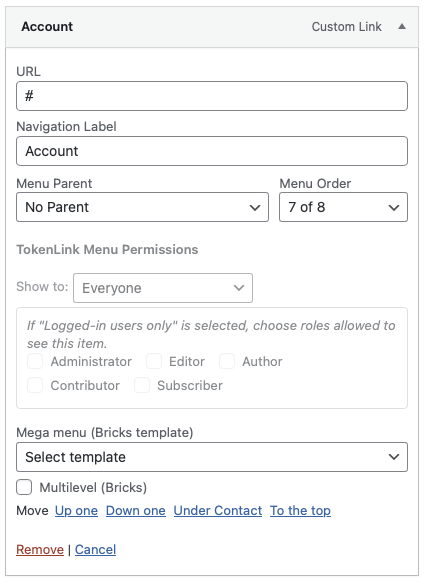 Account Custom Link
URL
#
Navigation Label
Account
Menu Parent Menu Order
No Parent 7 of 8
TokenLink Menu Permissions
Show to: Everyone
If "Logged-in users only" is selected, choose roles allowed to
see this item.
Administrator Editor Author
Contributor Subscriber
Mega menu (Bricks template)
Select template
Multilevel (Bricks)
Move Up one Down one Under Contact To the top
Remove | Cancel